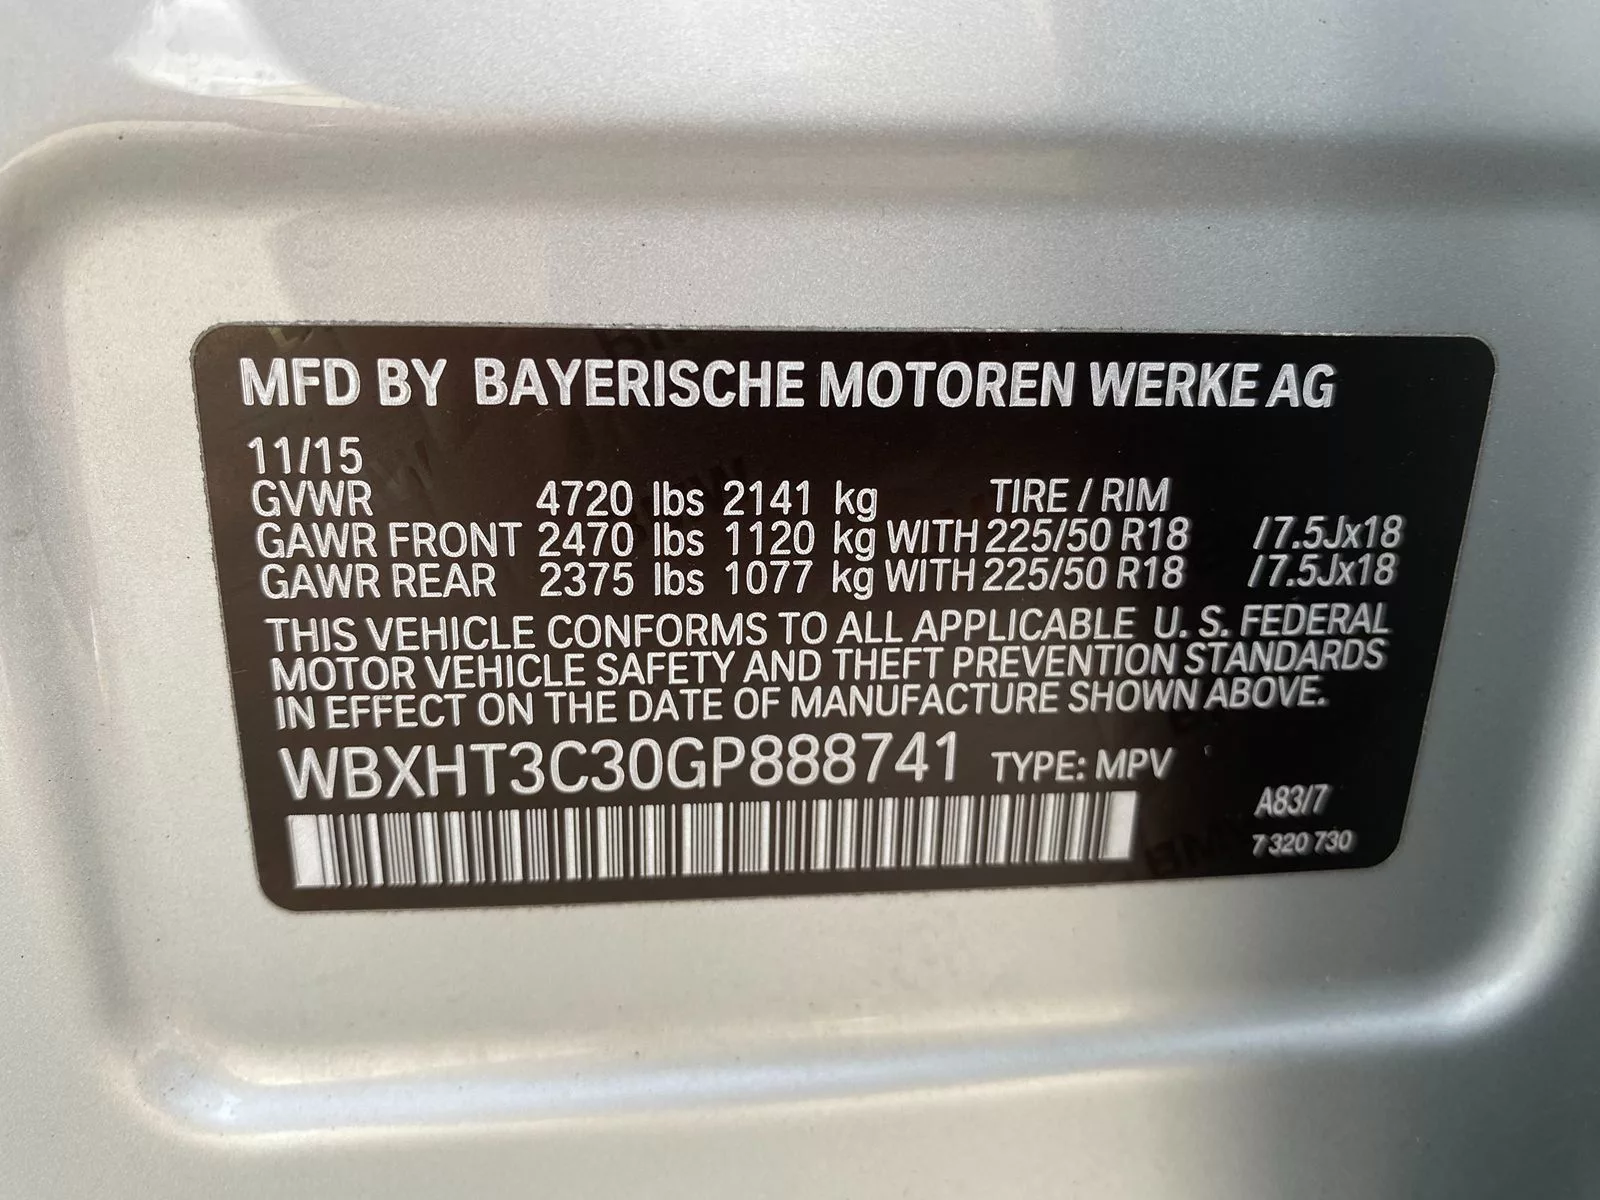 MFD BY BAYERISCHE MOTOREN WERKE AG
11/15
GVWR 4720 lbs 2141 kg TIRE / RIM
GAWR FRONT 2470 lbs 1120 kg WITH 225/50 R18 /7.5Jx18
GAWR REAR 2375 lbs 1077 kg WITH 225/50 R18 /7.5Jx18
THIS VEHICLE CONFORMS TO ALL APPLICABLE U. S. FEDERAL
MOTOR VEHICLE SAFETY AND THEFT PREVENTION STANDARDS
IN EFFECT ON THE DATE OF MANUFACTURE SHOWN ABOVE.
WBXHT3C30GP888741 TYPE: MPV
A83/7
7 320 730